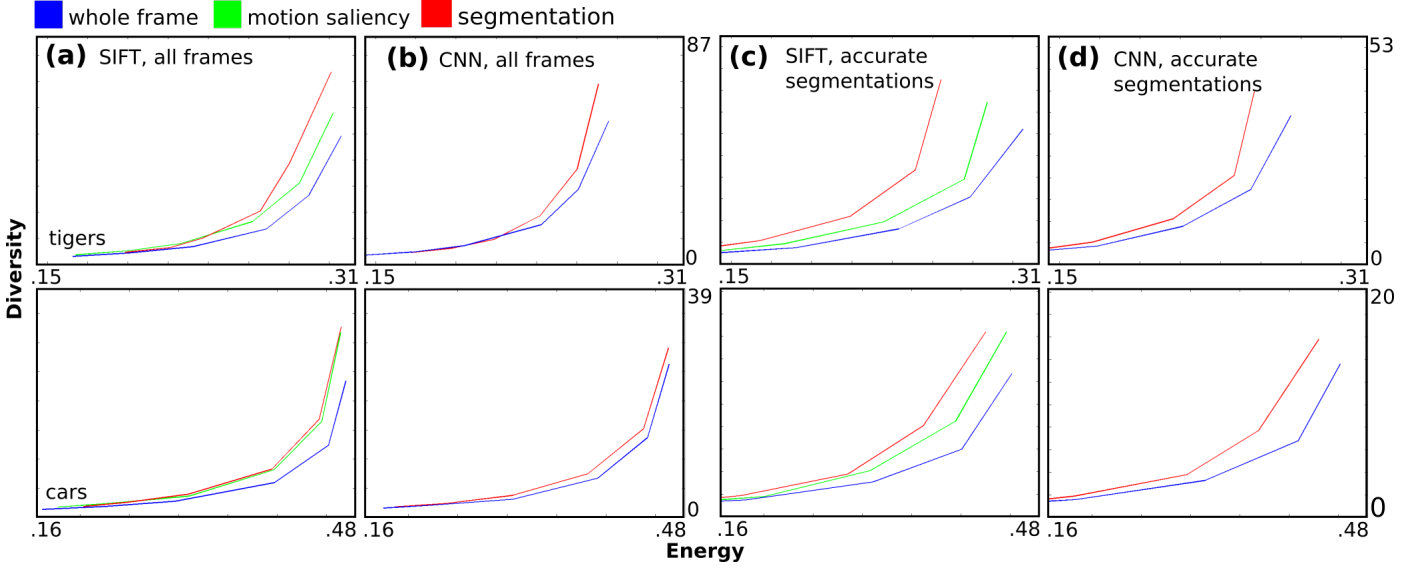 whole frame motion saliency segmentation
(a) SIFT, all frames
(b) CNN, all frames
87
(c) SIFT, accurate
segmentations
(d) CNN, accurate
segmentations
53
tigers
0
0
.15 .31
.15 .31
.15 .31
.15 .31
Diversity
39
20
cars
0
0
.16 .48
.16 .48
.16 .48
.16 .48
Energy